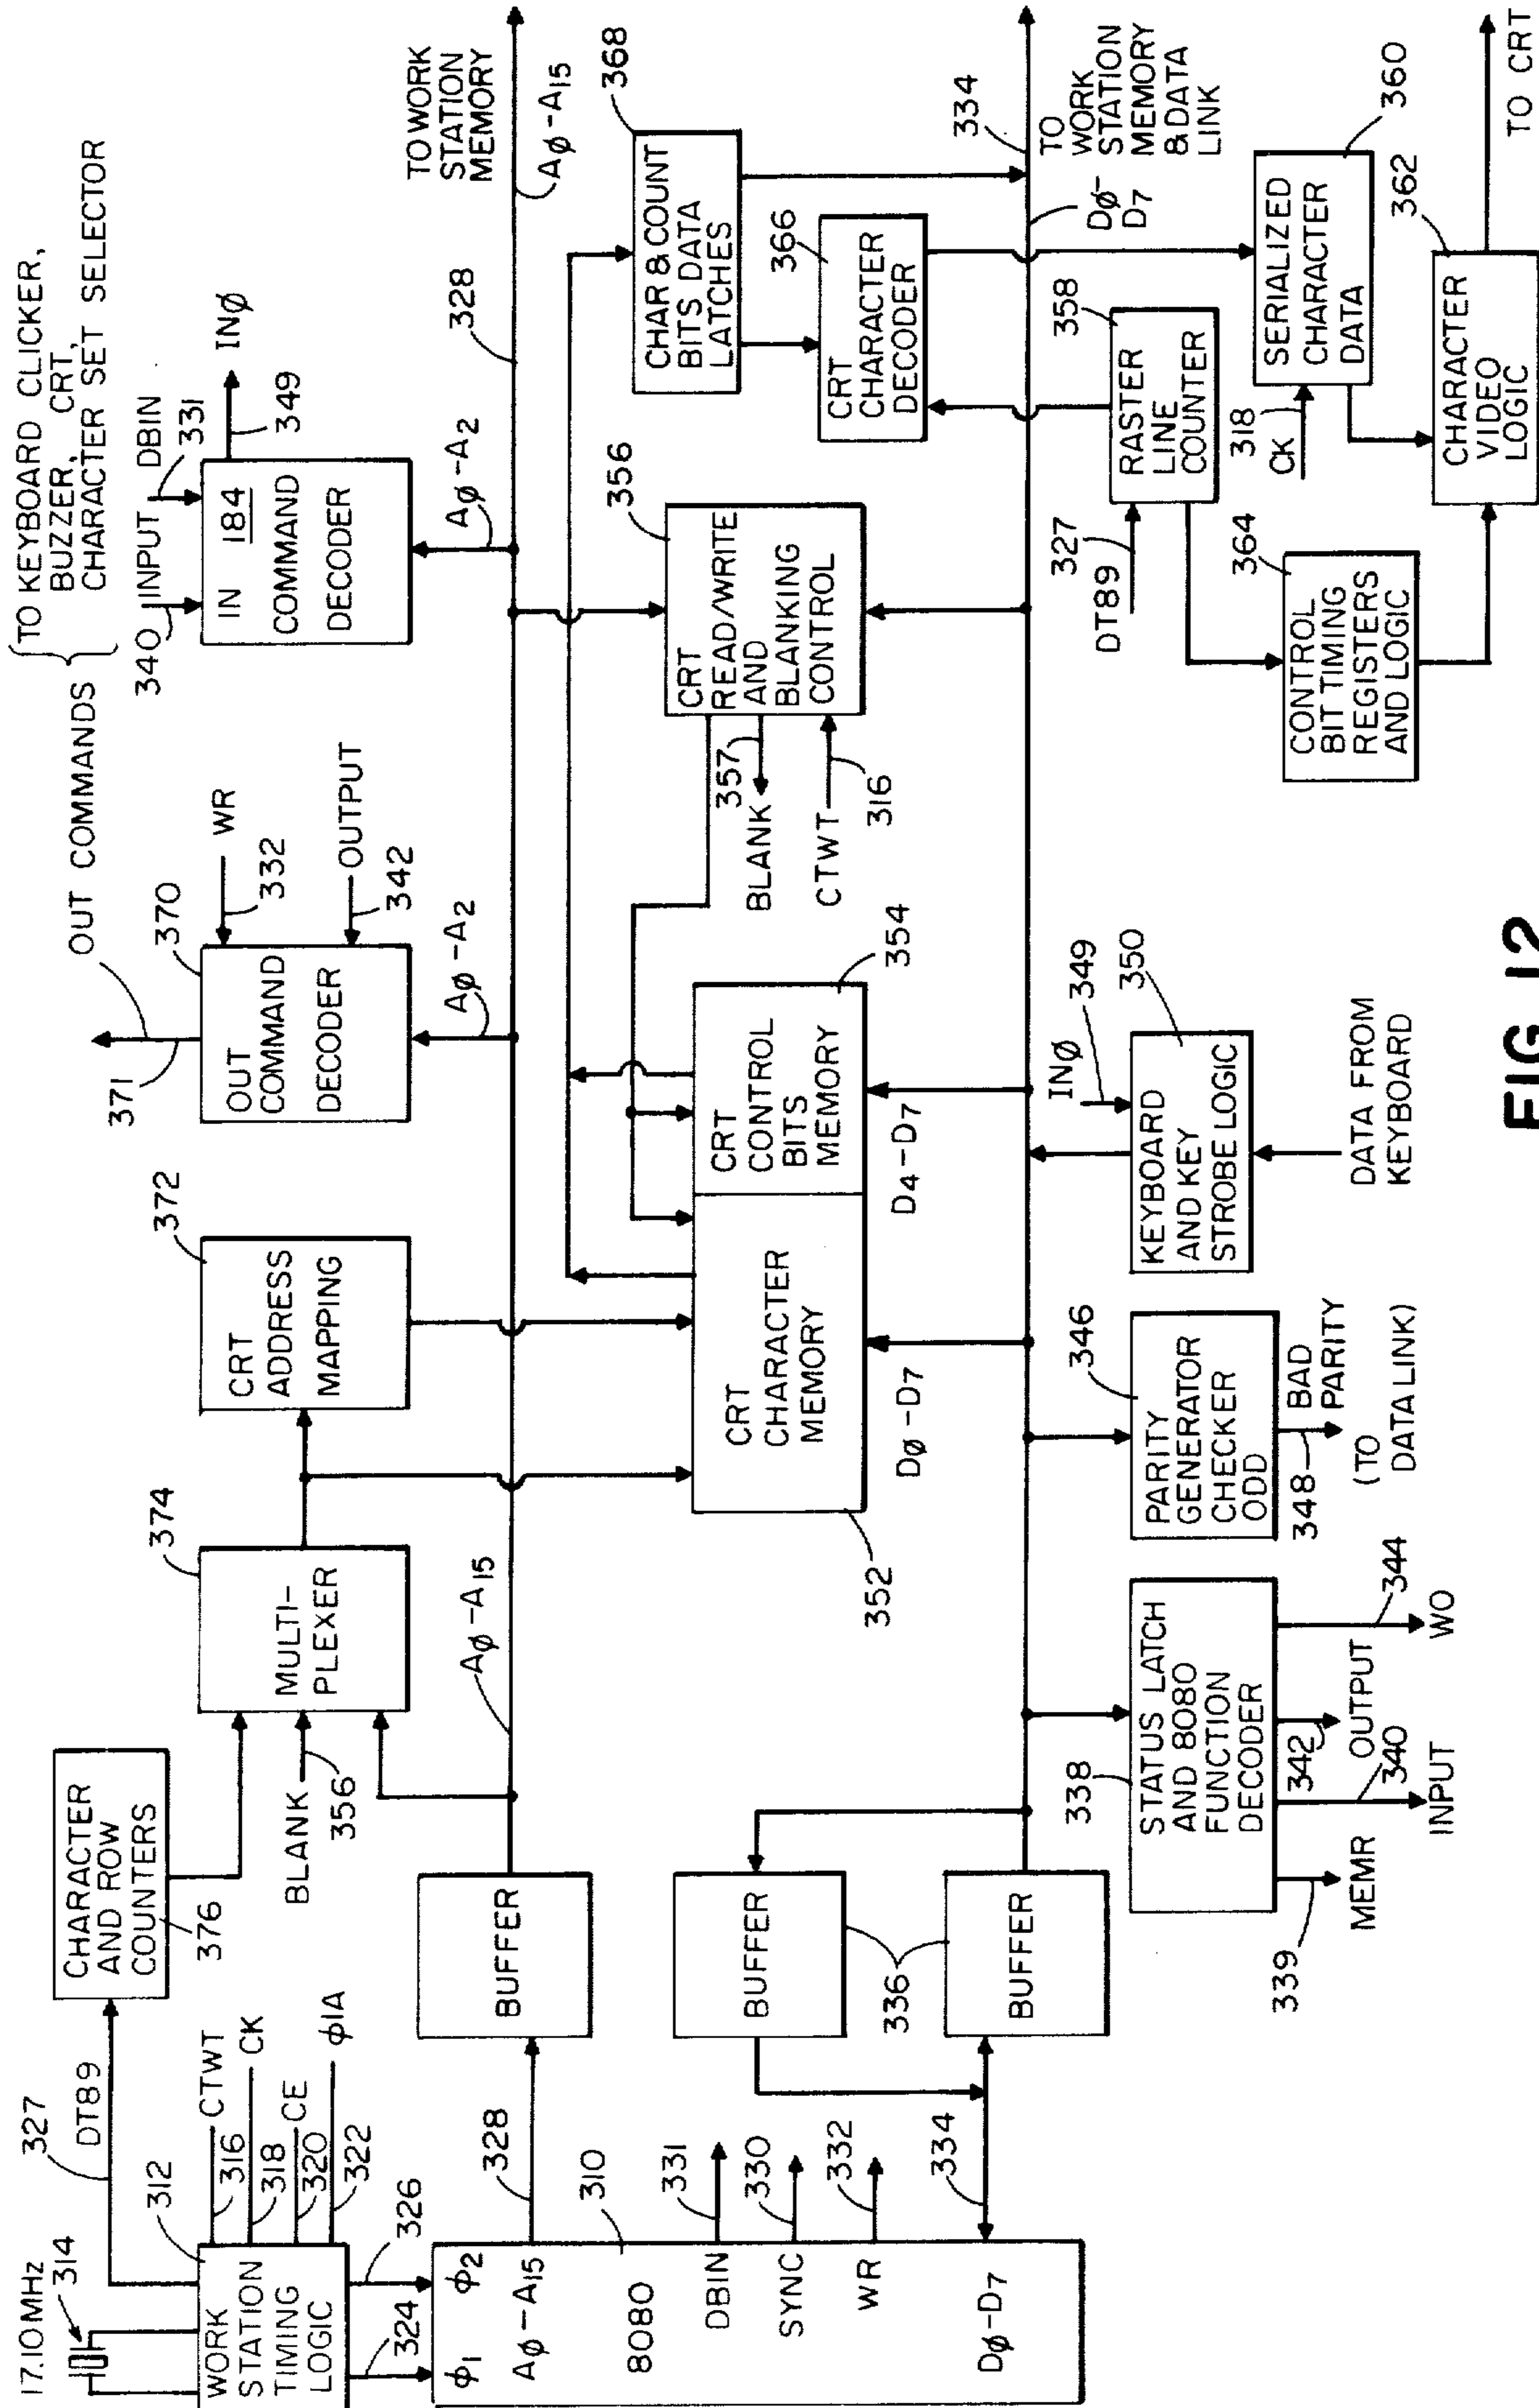 17.10MHz
314
327
DT89
312
WORK
STATION
TIMING
LOGIC
CTWT
316
CK
318
CE
320
ϕ1A
322
324
326
ϕ1
ϕ2
Aϕ-A15
328
310
8080
DBIN
331
SYNC
330
WR
332
Dϕ-D7
334
CHARACTER
AND ROW
COUNTERS
376
BLANK
356
374
MULTI-
PLEXER
372
CRT
ADDRESS
MAPPING
BUFFER
Aϕ-A15
BUFFER
336
BUFFER
OUT COMMANDS
TO KEYBOARD CLICKER,
BUZZER, CRT,
CHARACTER SET SELECTOR
371
370
OUT
COMMAND
DECODER
WR
332
OUTPUT
342
Aϕ-A2
340
INPUT
DBIN
331
IN 184
COMMAND
DECODER
INϕ
349
Aϕ-A2
328
TO WORK
STATION
MEMORY
Aϕ-A15
CRT
CHARACTER
MEMORY
352
CRT
CONTROL
BITS
MEMORY
354
Dϕ-D7
D4-D7
CRT
READ/WRITE
AND
BLANKING
CONTROL
356
357
BLANK
CTWT
316
368
CHAR & COUNT
BITS DATA
LATCHES
366
CRT
CHARACTER
DECODER
334
TO
WORK
STATION
MEMORY
& DATA
LINK
Dϕ-
D7
338
STATUS LATCH
AND 8080
FUNCTION
DECODER
339
MEMR
340
INPUT
342
OUTPUT
344
WO
346
PARITY
GENERATOR
CHECKER
ODD
348
BAD
PARITY
(TO
DATA LINK)
INϕ
349
350
KEYBOARD
AND KEY
STROBE LOGIC
DATA FROM
KEYBOARD
358
RASTER
LINE
COUNTER
327
DT89
364
CONTROL
BIT TIMING
REGISTERS
AND LOGIC
360
SERIALIZED
CHARACTER
DATA
318
CK
362
CHARACTER
VIDEO
LOGIC
TO CRT
FIG 12